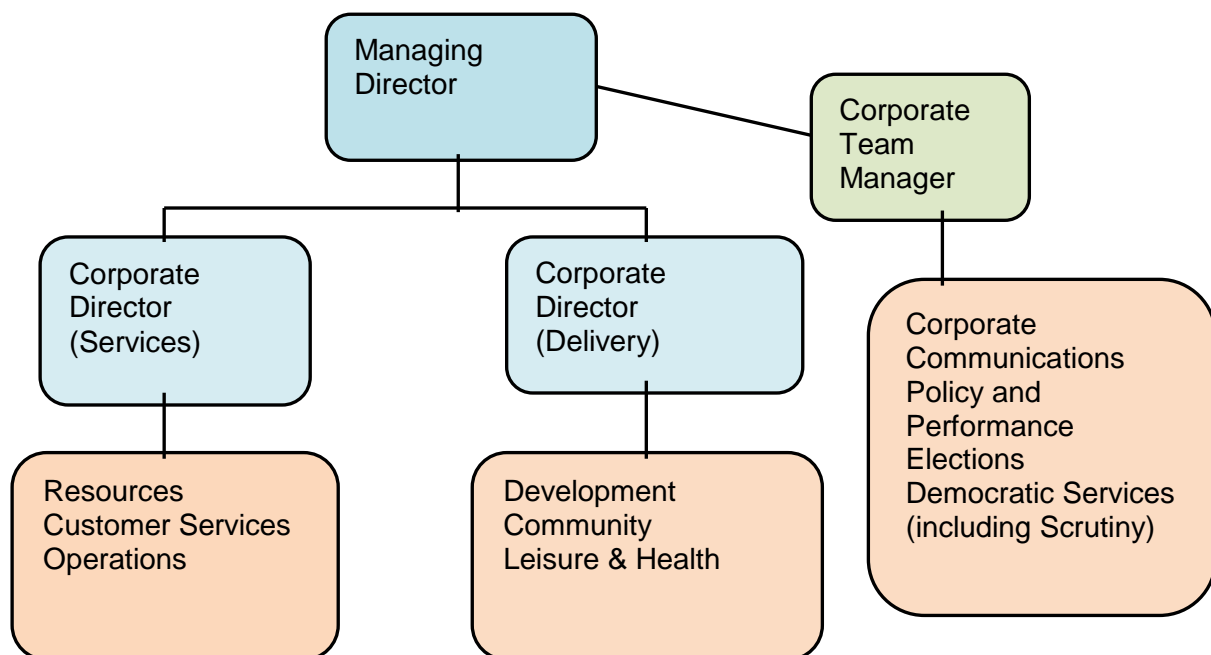 Managing
Director
Corporate
Team
Manager
Corporate
Director
(Services)
Corporate
Director
(Delivery)
Corporate
Communications
Policy and
Performance
Elections
Democratic Services
(including Scrutiny)
Resources
Customer Services
Operations
Development
Community
Leisure & Health